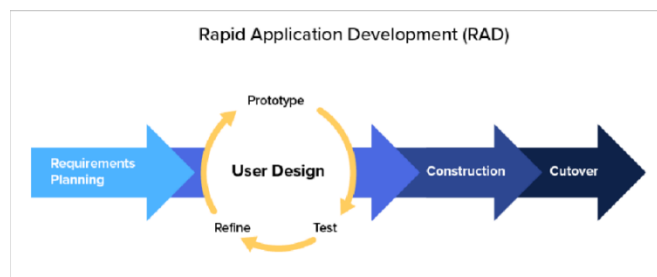 Rapid Application Development (RAD)
Prototype
Requirements
Planning
User Design
Construction
Cutover
Refine
Test